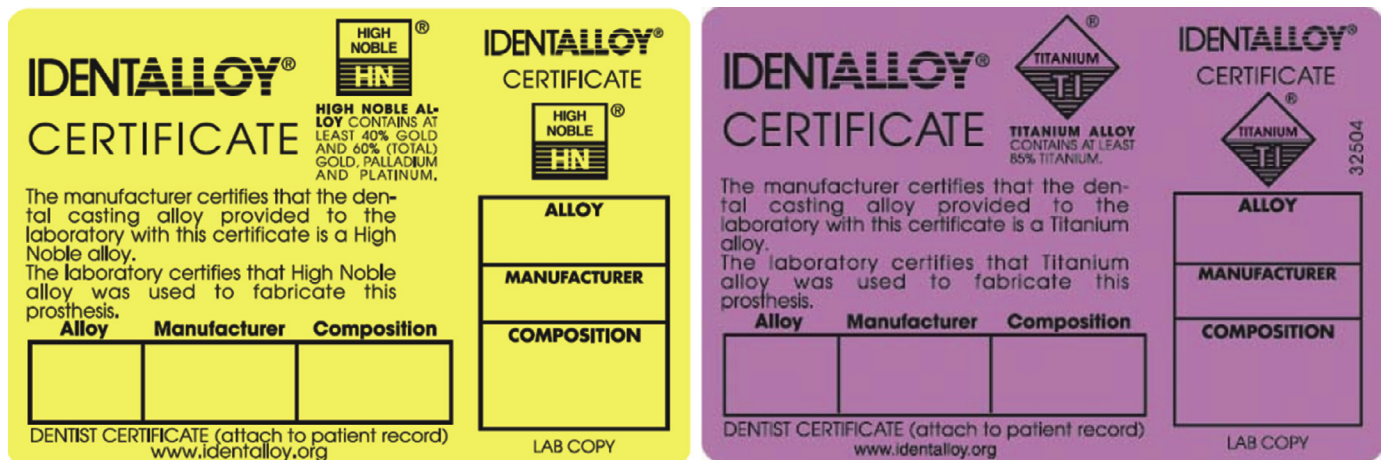 IDENTALLOY®
CERTIFICATE
HIGH
NOBLE
HN
®
HIGH NOBLE AL-
LOY CONTAINS AT
LEAST 40% GOLD
AND 60% (TOTAL)
GOLD, PALLADIUM
AND PLATINUM.
The manufacturer certifies that the den-
tal casting alloy provided to the
laboratory with this certificate is a High
Noble alloy.
The laboratory certifies that High Noble
alloy was used to fabricate this
prosthesis.
Alloy Manufacturer Composition
DENTIST CERTIFICATE (attach to patient record)
www.identalloy.org
IDENTALLOY®
CERTIFICATE
HIGH
NOBLE
HN
®
ALLOY
MANUFACTURER
COMPOSITION
LAB COPY
IDENTALLOY®
CERTIFICATE
TITANIUM
TI
®
TITANIUM ALLOY
CONTAINS AT LEAST
85% TITANIUM.
The manufacturer certifies that the den-
tal casting alloy provided to the
laboratory with this certificate is a Titanium
alloy.
The laboratory certifies that Titanium
alloy was used to fabricate this
prosthesis.
Alloy Manufacturer Composition
DENTIST CERTIFICATE (attach to patient record)
www.identalloy.org
IDENTALLOY®
CERTIFICATE
TITANIUM
TI
®
32504
ALLOY
MANUFACTURER
COMPOSITION
LAB COPY